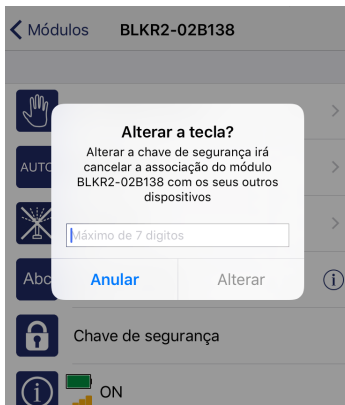 Módulos BLKR2-02B138
Alterar a tecla?
Alterar a chave de segurança irá
cancelar a associação do módulo
BLKR2-02B138 com os seus outros
dispositivos
AUTO
Máximo de 7 digitos
Abc
Anular Alterar
Chave de segurança
ON